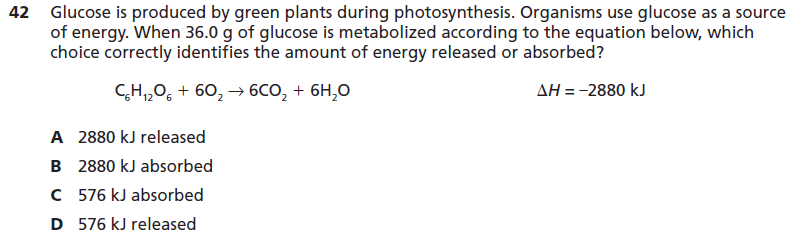 42 Glucose is produced by green plants during photosynthesis. Organisms use glucose as a source
of energy. When 36.0 g of glucose is metabolized according to the equation below, which
choice correctly identifies the amount of energy released or absorbed?
C₆H₁₂O₆ + 6O₂ → 6CO₂ + 6H₂O ΔH = −2880 kJ
A 2880 kJ released
B 2880 kJ absorbed
C 576 kJ absorbed
D 576 kJ released